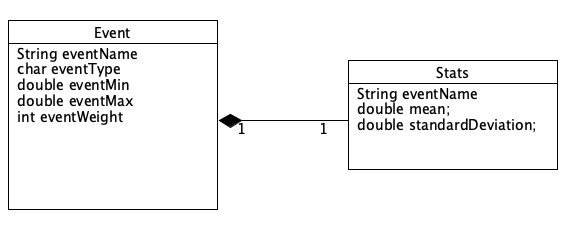 Event
String eventName
char eventType
double eventMin
double eventMax
int eventWeight
Stats
String eventName
double mean;
double standardDeviation;
1
1